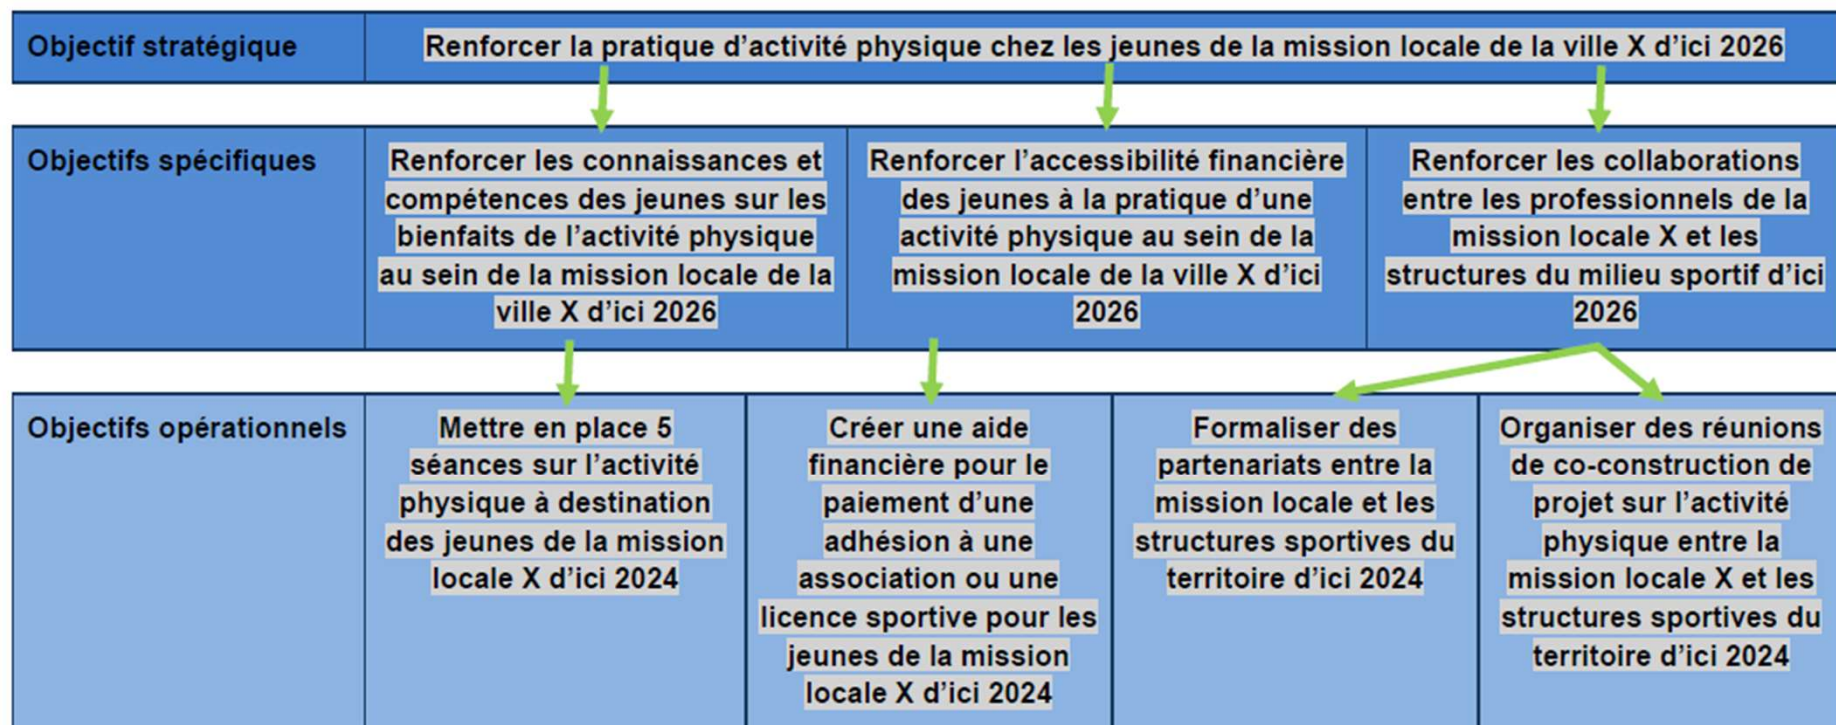 Objectif stratégique
Renforcer la pratique d’activité physique chez les jeunes de la mission locale de la ville X d’ici 2026
Objectifs spécifiques
Renforcer les connaissances et
compétences des jeunes sur les
bienfaits de l’activité physique
au sein de la mission locale de la
ville X d’ici 2026
Renforcer l’accessibilité financière
des jeunes à la pratique d’une
activité physique au sein de la
mission locale de la ville X d’ici
2026
Renforcer les collaborations
entre les professionnels de la
mission locale X et les
structures du milieu sportif d’ici
2026
Objectifs opérationnels
Mettre en place 5
séances sur l’activité
physique à destination
des jeunes de la mission
locale X d’ici 2024
Créer une aide
financière pour le
paiement d’une
adhésion à une
association ou une
licence sportive pour les
jeunes de la mission
locale X d’ici 2024
Formaliser des
partenariats entre la
mission locale et les
structures sportives du
territoire d’ici 2024
Organiser des réunions
de co-construction de
projet sur l’activité
physique entre la
mission locale X et les
structures sportives du
territoire d’ici 2024